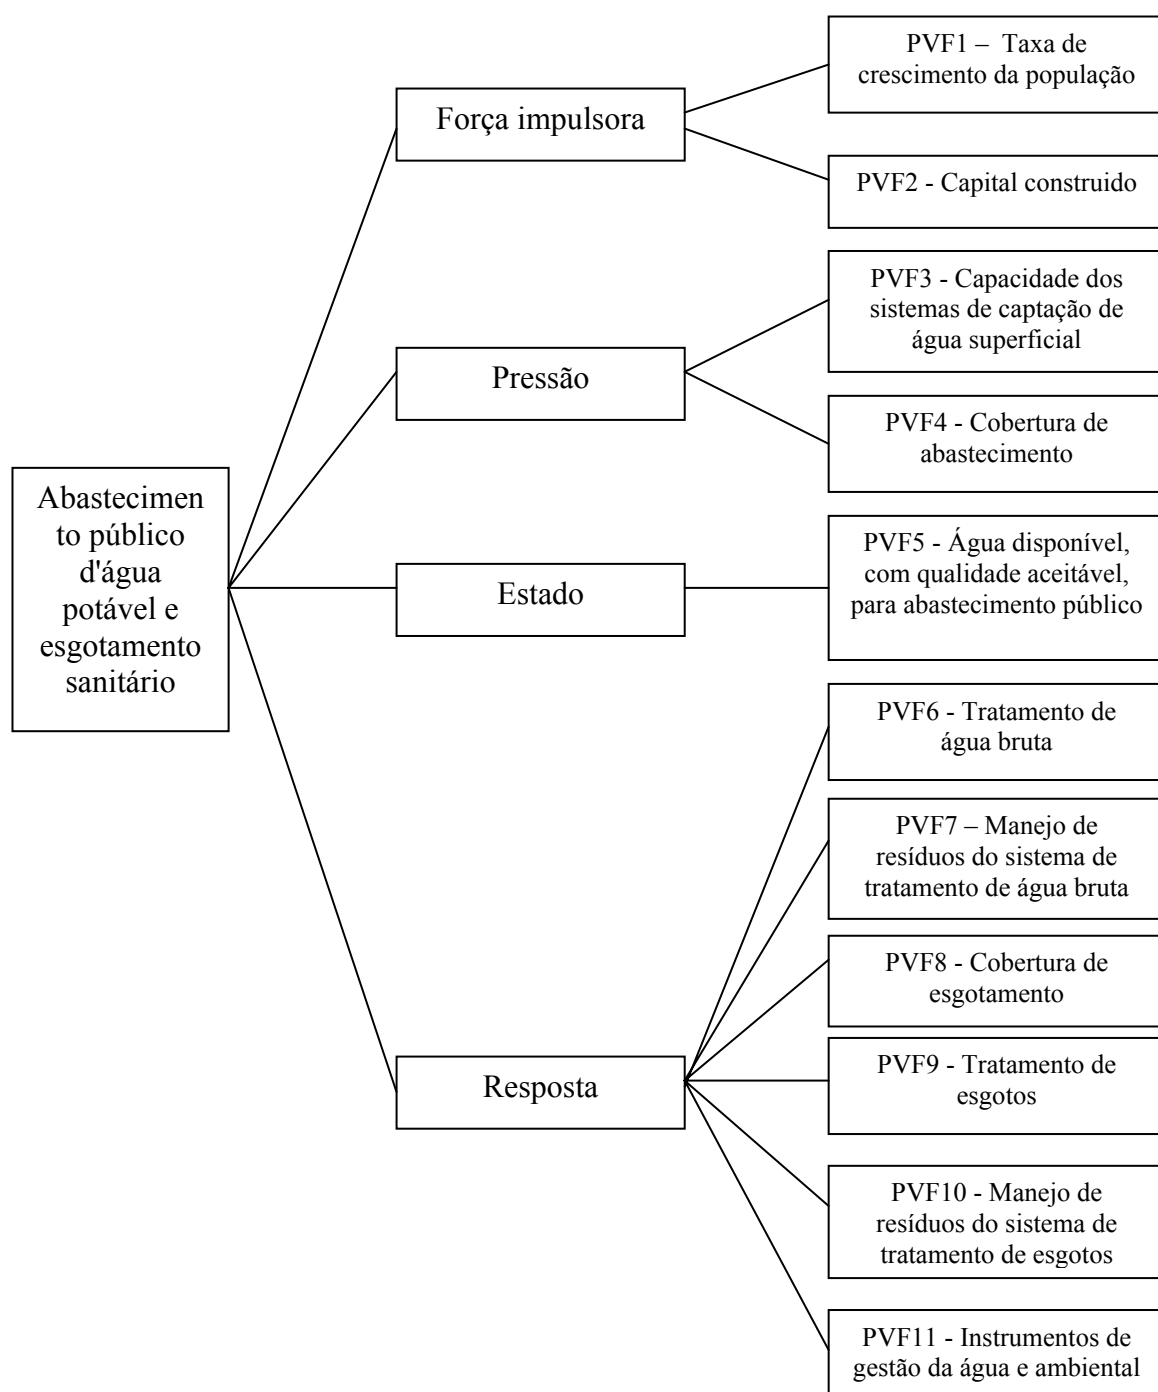 Abastecimen
to público
d'água
potável e
esgotamento
sanitário
Força impulsora
PVF1 – Taxa de
crescimento da população
PVF2 - Capital construido
Pressão
PVF3 - Capacidade dos
sistemas de captação de
água superficial
PVF4 - Cobertura de
abastecimento
Estado
PVF5 - Água disponível,
com qualidade aceitável,
para abastecimento público
Resposta
PVF6 - Tratamento de
água bruta
PVF7 – Manejo de
resíduos do sistema de
tratamento de água bruta
PVF8 - Cobertura de
esgotamento
PVF9 - Tratamento de
esgotos
PVF10 - Manejo de
resíduos do sistema de
tratamento de esgotos
PVF11 - Instrumentos de
gestão da água e ambiental